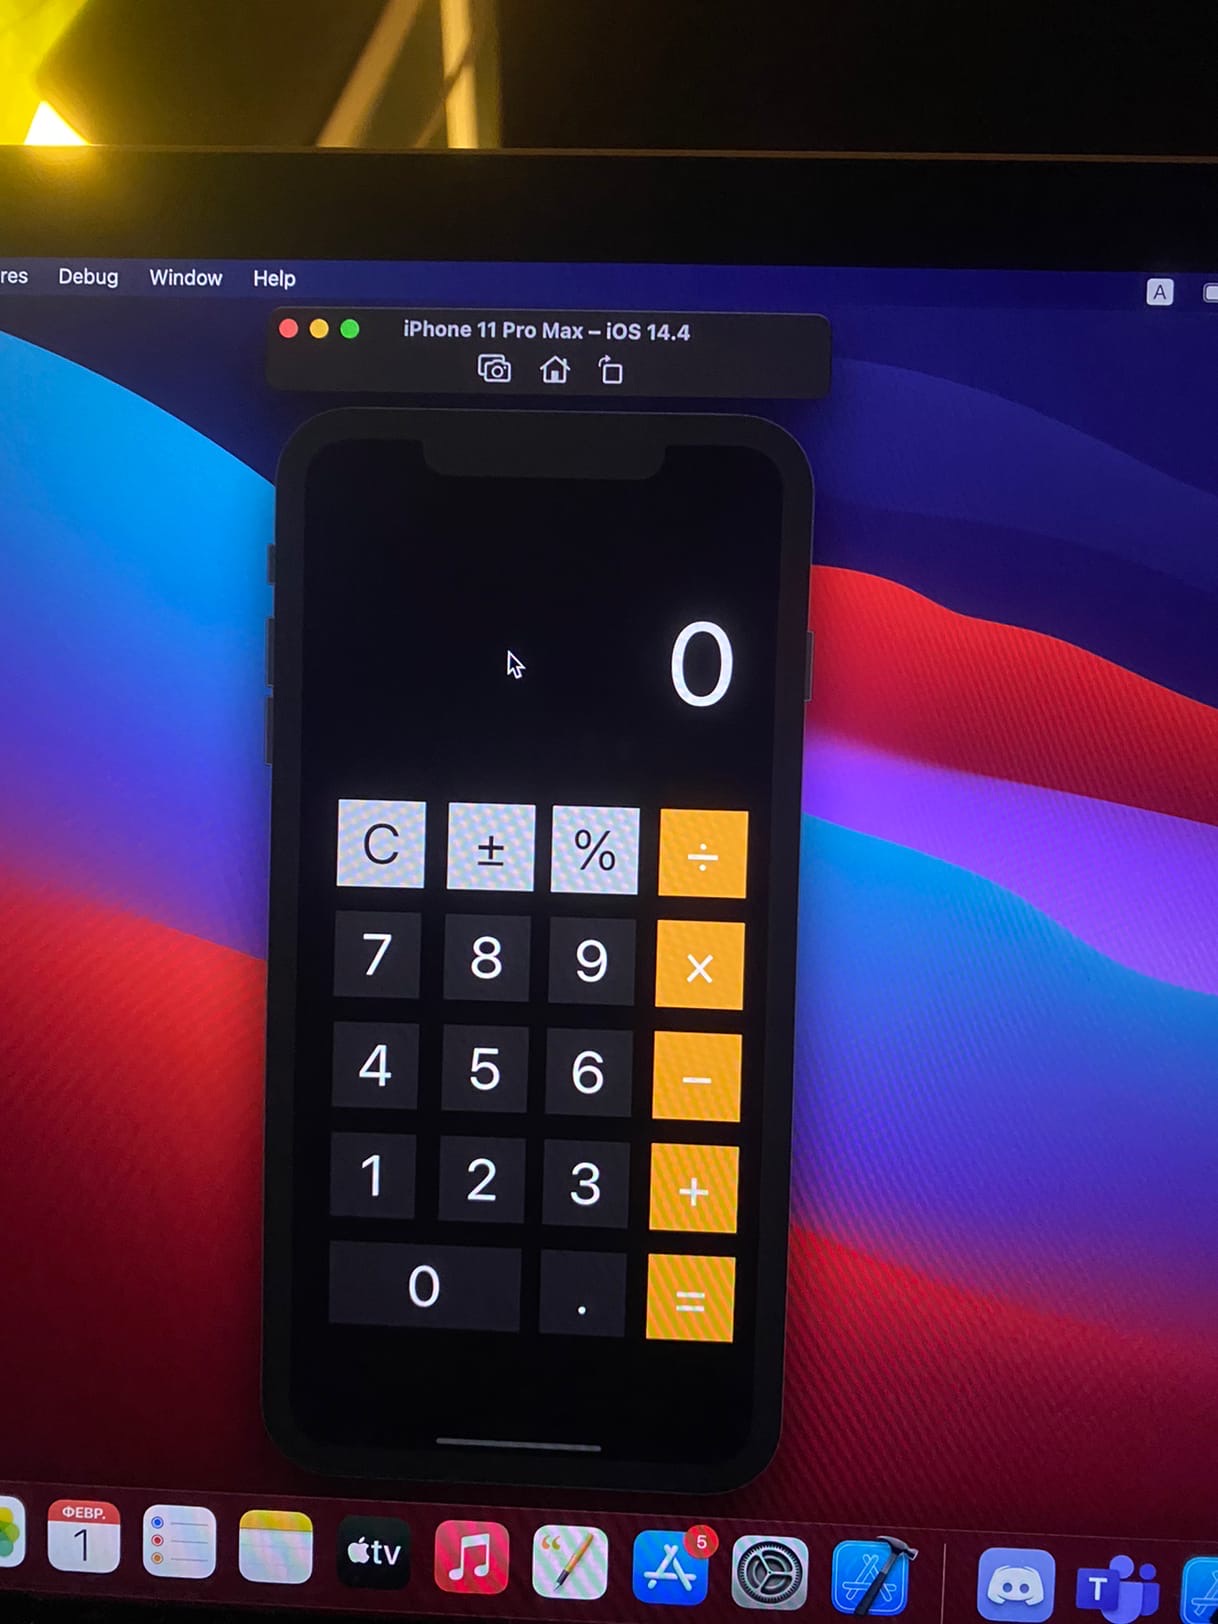 res Debug Window Help A
iPhone 11 Pro Max – iOS 14.4
0
C ± % ÷
7 8 9 ×
4 5 6 −
1 2 3 +
0 . =
ФЕВР.
1
tv
5
T